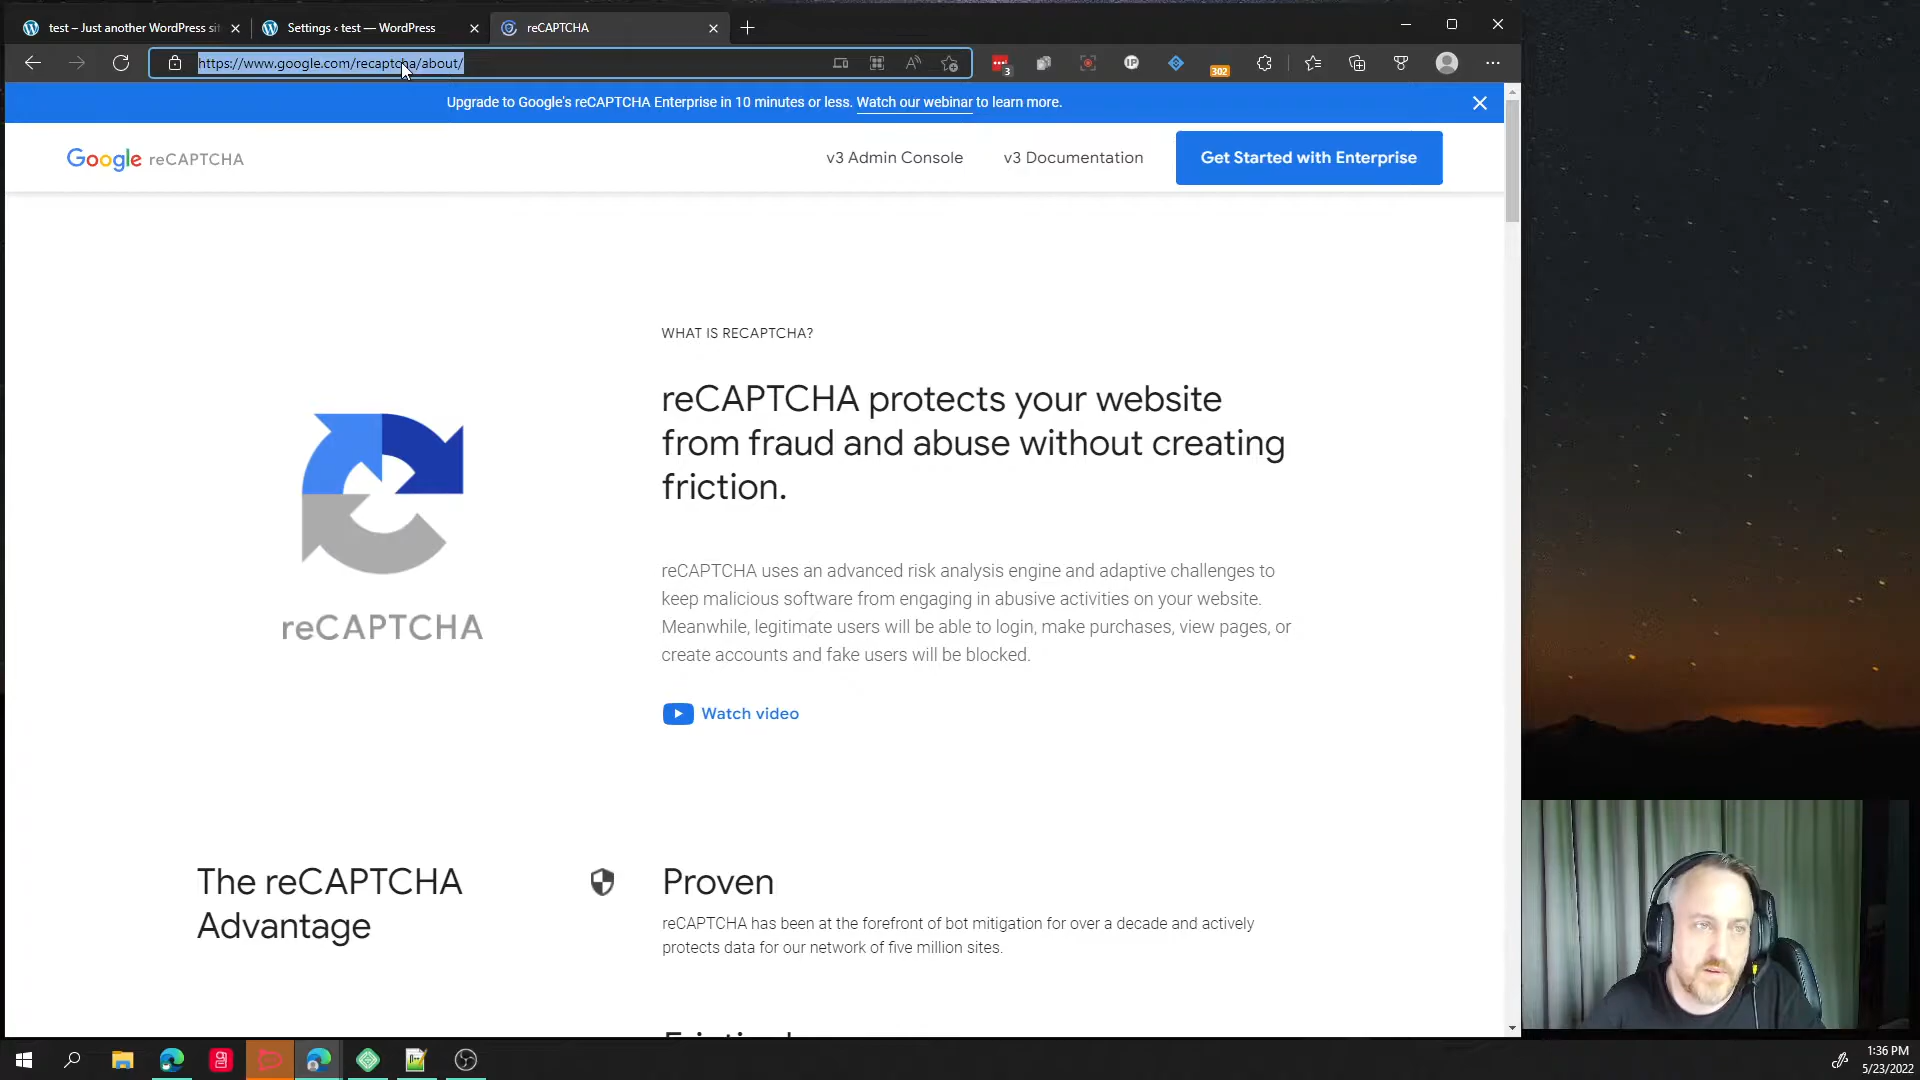 test – Just another WordPress si
Settings ‹ test — WordPress
reCAPTCHA
https://www.google.com/recaptcha/about/
3
IP
302
Upgrade to Google's reCAPTCHA Enterprise in 10 minutes or less. Watch our webinar to learn more.
Google reCAPTCHA
v3 Admin Console
v3 Documentation
Get Started with Enterprise
WHAT IS RECAPTCHA?
reCAPTCHA protects your website
from fraud and abuse without creating
friction.
reCAPTCHA
reCAPTCHA uses an advanced risk analysis engine and adaptive challenges to
keep malicious software from engaging in abusive activities on your website.
Meanwhile, legitimate users will be able to login, make purchases, view pages, or
create accounts and fake users will be blocked.
Watch video
The reCAPTCHA
Advantage
Proven
reCAPTCHA has been at the forefront of bot mitigation for over a decade and actively
protects data for our network of five million sites.
1:36 PM
5/23/2022